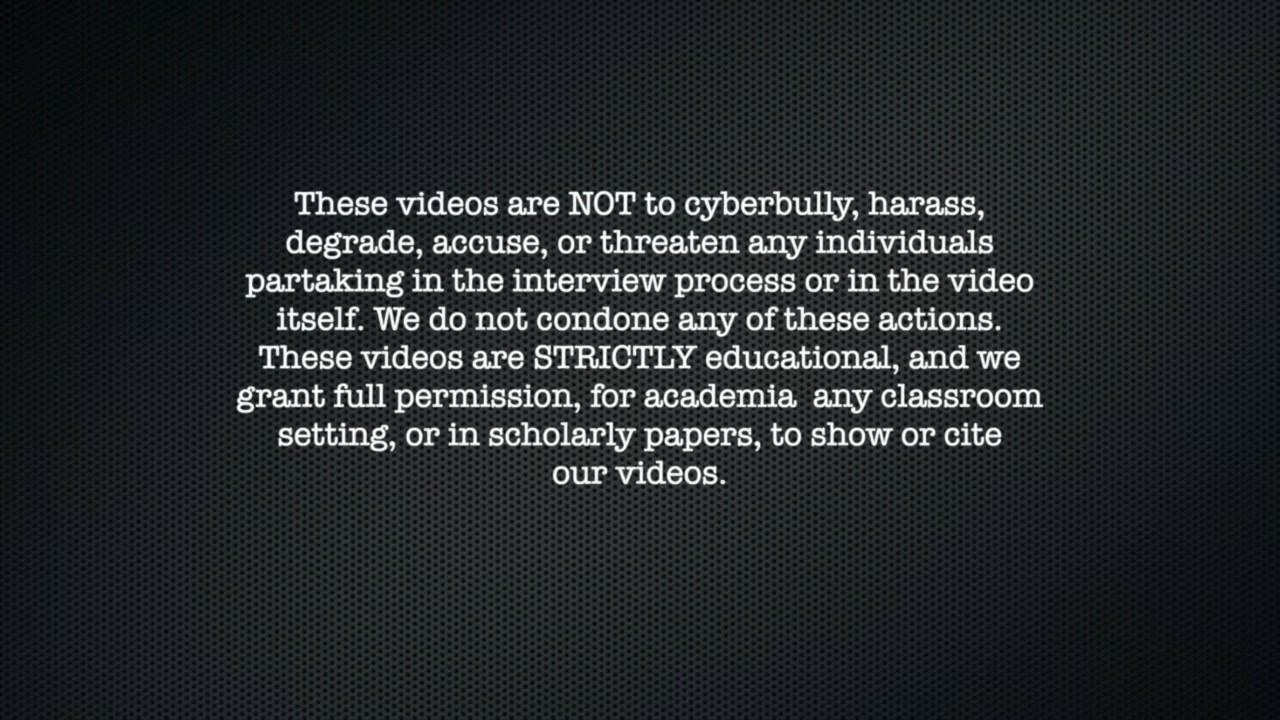 These videos are NOT to cyberbully, harass,
degrade, accuse, or threaten any individuals
partaking in the interview process or in the video
itself. We do not condone any of these actions.
These videos are STRICTLY educational, and we
grant full permission, for academia  any classroom
setting, or in scholarly papers, to show or cite
our videos.